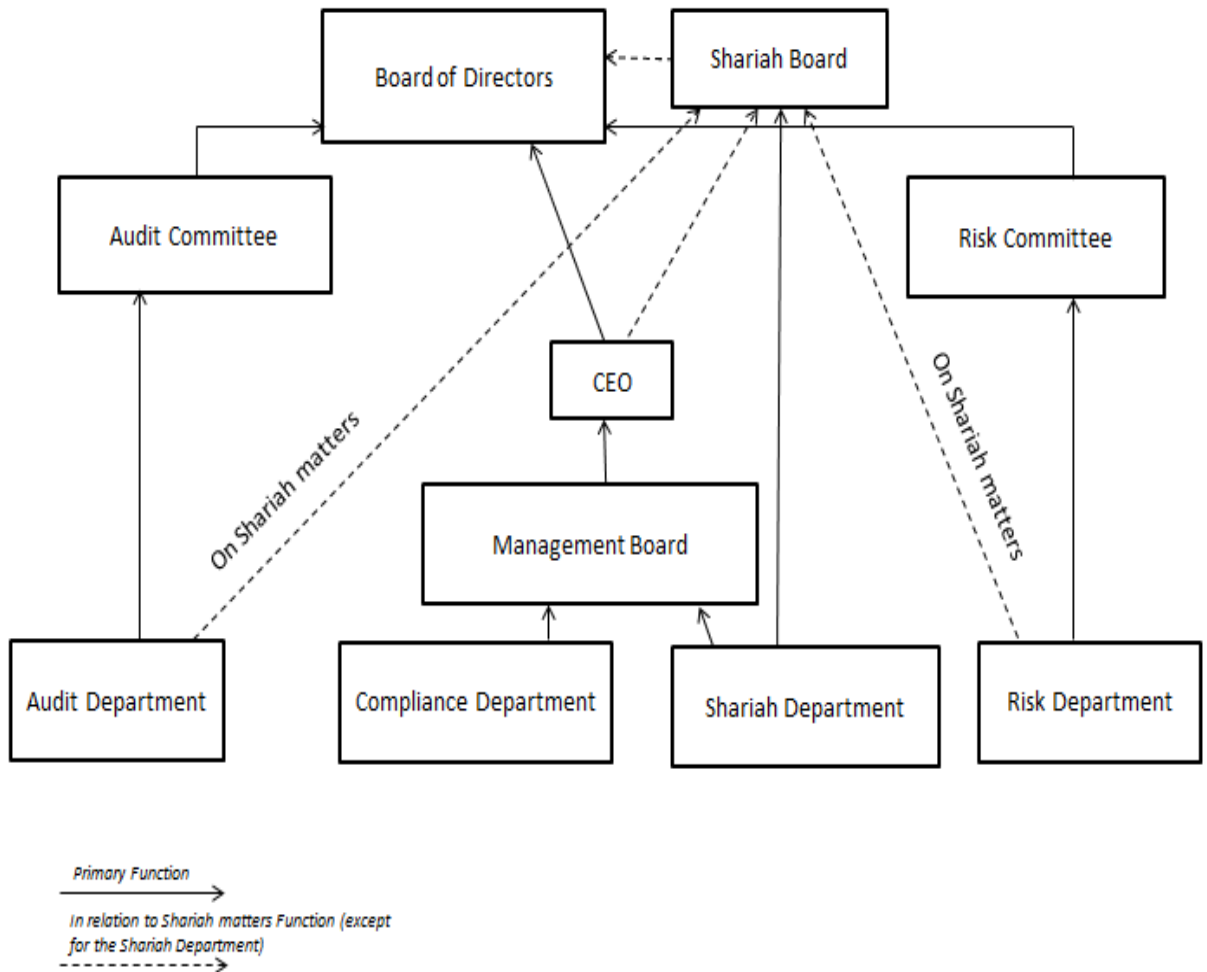 Board of Directors
Shariah Board
Audit Committee
Risk Committee
CEO
On Shariah matters
On Shariah matters
Management Board
Audit Department
Compliance Department
Shariah Department
Risk Department
Primary Function
In relation to Shariah matters Function (except
for the Shariah Department)